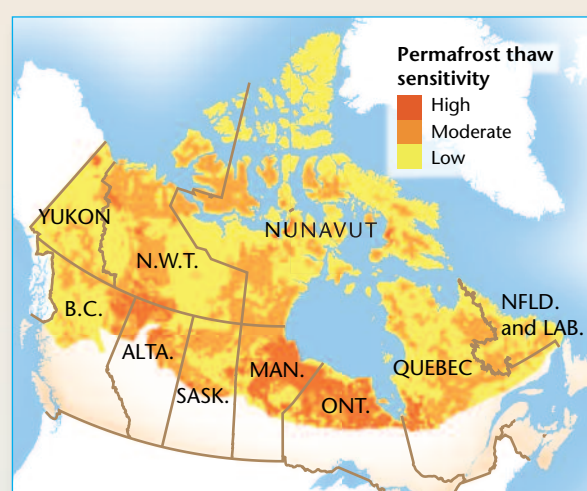 Permafrost thaw
sensitivity
High
Moderate
Low
YUKON
NUNAVUT
N.W.T.
B.C.
NFLD.
and LAB.
ALTA.
MAN.
QUEBEC
SASK.
ONT.